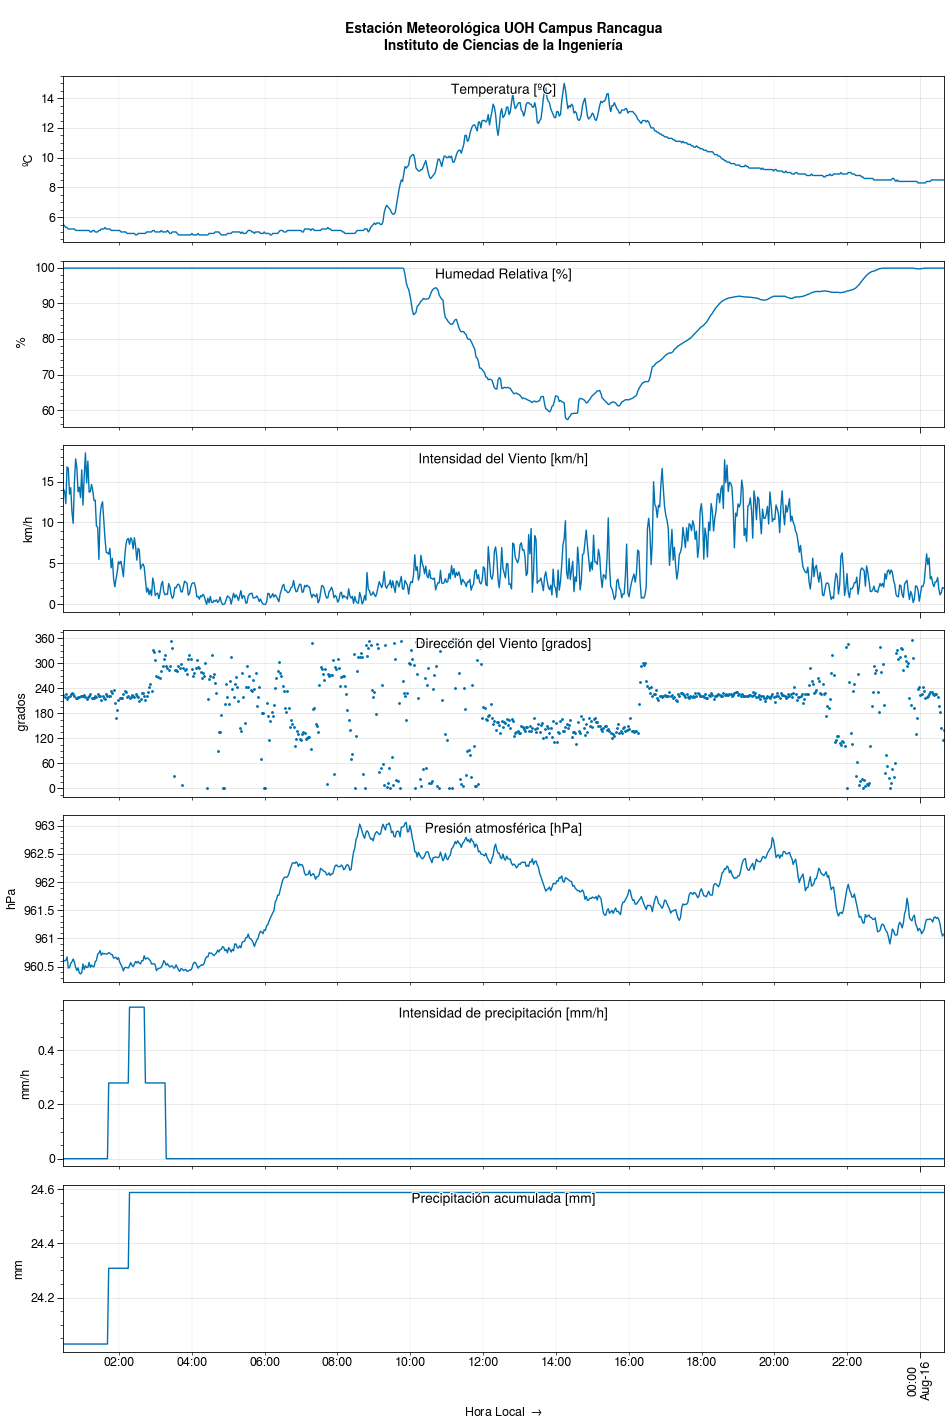 Estación Meteorológica UOH Campus Rancagua
Instituto de Ciencias de la Ingeniería
Temperatura [ºC]
14
12
10
8
6
ºC
Humedad Relativa [%]
100
90
80
70
60
%
Intensidad del Viento [km/h]
15
10
5
0
km/h
Dirección del Viento [grados]
360
300
240
180
120
60
0
grados
Presión atmosférica [hPa]
963
962.5
962
961.5
961
960.5
hPa
Intensidad de precipitación [mm/h]
0.4
0.2
0
mm/h
Precipitación acumulada [mm]
24.6
24.4
24.2
mm
02:00 04:00 06:00 08:00 10:00 12:00 14:00 16:00 18:00 20:00 22:00
00:00
Aug-16
Hora Local →